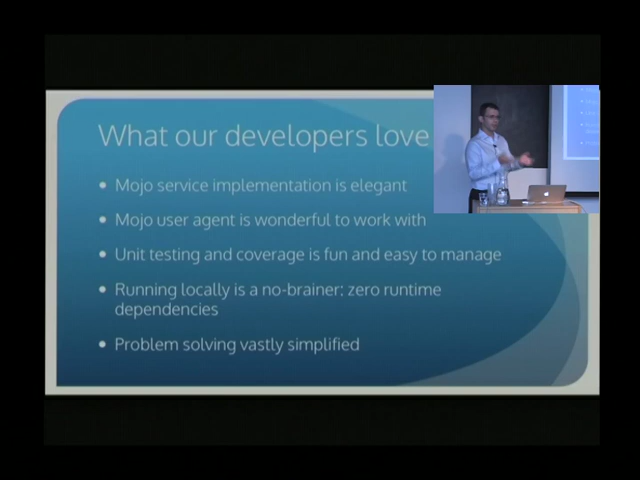 What our developers love
• Mojo service implementation is elegant
• Mojo user agent is wonderful to work with
• Unit testing and coverage is fun and easy to manage
• Running locally is a no-brainer: zero runtime
dependencies
• Problem solving vastly simplified